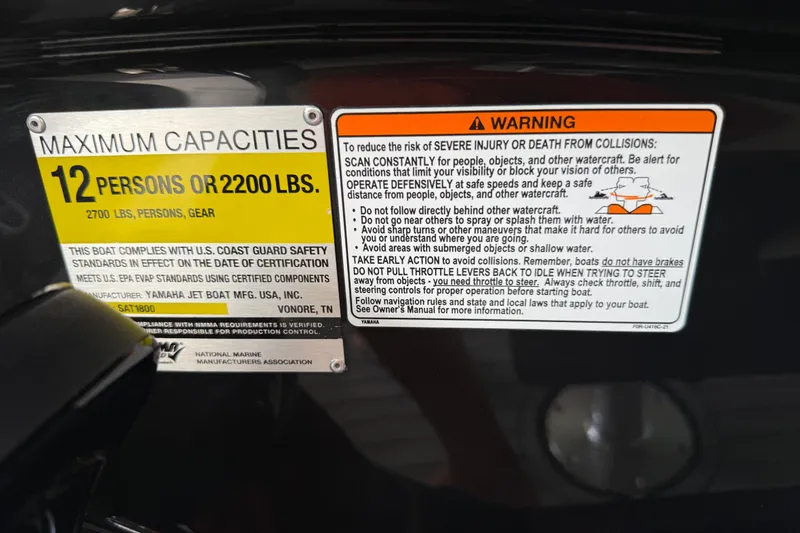 MAXIMUM CAPACITIES
12 PERSONS OR 2200 LBS.
2700 LBS, PERSONS, GEAR
THIS BOAT COMPLIES WITH U.S. COAST GUARD SAFETY
STANDARDS IN EFFECT ON THE DATE OF CERTIFICATION
MEETS U.S. EPA EVAP STANDARDS USING CERTIFIED COMPONENTS
MANUFACTURER: YAMAHA JET BOAT MFG. USA, INC.
SAT1800 VONORE, TN
COMPLIANCE WITH NMMA REQUIREMENTS IS VERIFIED.
RESPONSIBLE FOR PRODUCTION CONTROL.
NATIONAL MARINE
MANUFACTURERS ASSOCIATION
WARNING
To reduce the risk of SEVERE INJURY OR DEATH FROM COLLISIONS:
SCAN CONSTANTLY for people, objects, and other watercraft. Be alert for
conditions that limit your visibility or block your vision of others.
OPERATE DEFENSIVELY at safe speeds and keep a safe
distance from people, objects, and other watercraft.
• Do not follow directly behind other watercraft.
• Do not go near others to spray or splash them with water.
• Avoid sharp turns or other maneuvers that make it hard for others to avoid
you or understand where you are going.
• Avoid areas with submerged objects or shallow water.
TAKE EARLY ACTION to avoid collisions. Remember, boats do not have brakes
DO NOT PULL THROTTLE LEVERS BACK TO IDLE WHEN TRYING TO STEER
away from objects - you need throttle to steer. Always check throttle, shift, and
steering controls for proper operation before starting boat.
Follow navigation rules and state and local laws that apply to your boat.
See Owner's Manual for more information.
YAMAHA